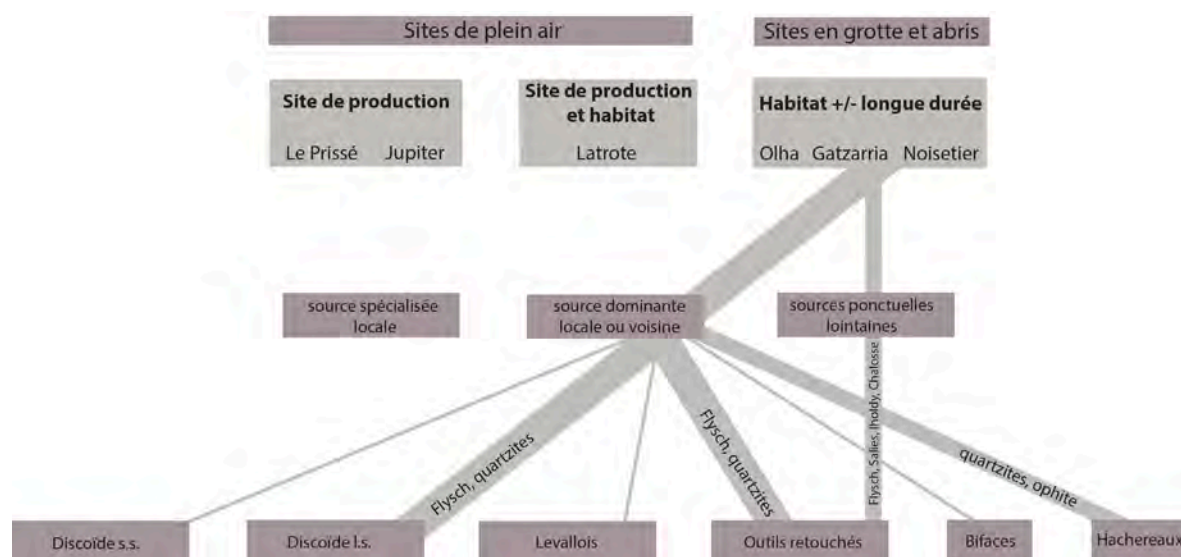 Sites de plein air
Sites en grotte et abris
Site de production
Le Prissé Jupiter
Site de production
et habitat
Latrote
Habitat +/- longue durée
Olha Gatzarria Noisetier
source spécialisée
locale
source dominante
locale ou voisine
sources ponctuelles
lointaines
Flysch, quartzites
Flysch, quartzites
Flysch, Salies, Iholdy, Chalosse
quartzites, ophite
Discoïde s.s.
Discoïde l.s.
Levallois
Outils retouchés
Bifaces
Hachereaux